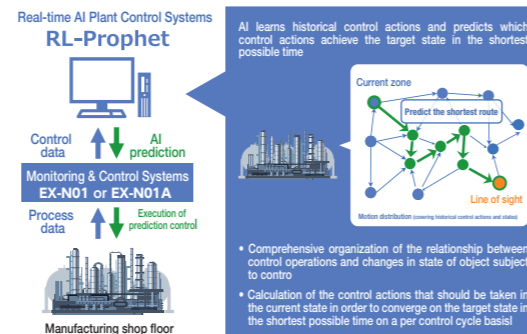 Real-time AI Plant Control Systems
RL-Prophet
Control
data
AI
prediction
Monitoring & Control Systems
EX-N01 or EX-N01A
Process
data
Execution of
prediction control
Manufacturing shop floor
AI learns historical control actions and predicts which
control actions achieve the target state in the shortest
possible time
Current zone
Predict the shortest route
Line of sight
Motion distribution (covering historical control actions and status)
• Comprehensive organization of the relationship between
control operations and changes in state of object subject
to contro
• Calculation of the control actions that should be taken in
the current state in order to converge on the target state in
the shortest possible time on a per control cycle basisl